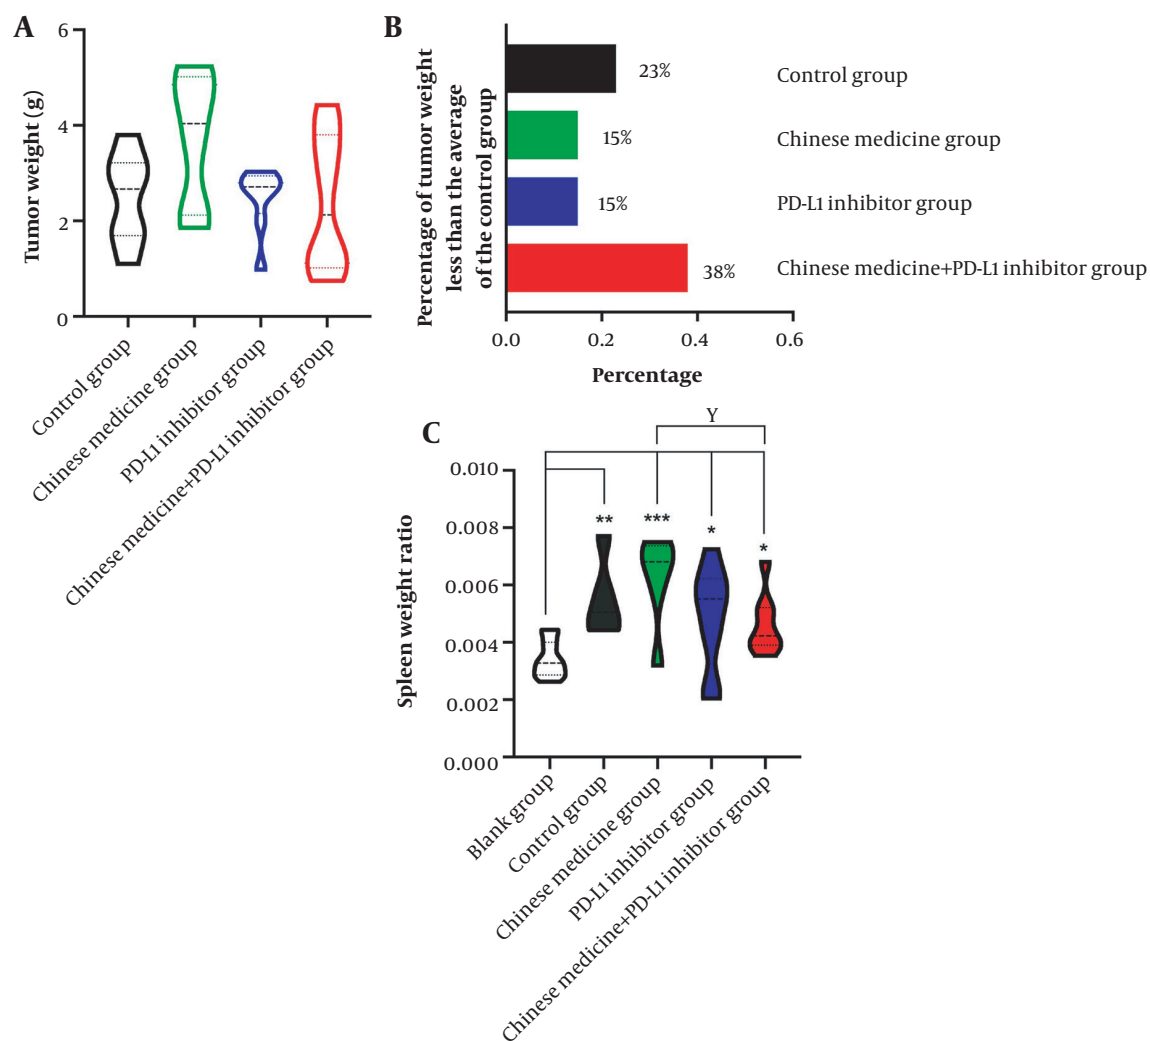 A
Tumor weight (g)
6
4
2
0
Control group
Chinese medicine group
PD-L1 inhibitor group
Chinese medicine+PD-L1 inhibitor group
B
Percentage of tumor weight
less than the average
of the control group
23%
15%
15%
38%
Control group
Chinese medicine group
PD-L1 inhibitor group
Chinese medicine+PD-L1 inhibitor group
0.0
0.2
0.4
0.6
Percentage
C
Y
Spleen weight ratio
0.010
0.008
0.006
0.004
0.002
0.000
**
***
*
*
Blank group
Control group
Chinese medicine group
PD-L1 inhibitor group
Chinese medicine+PD-L1 inhibitor group